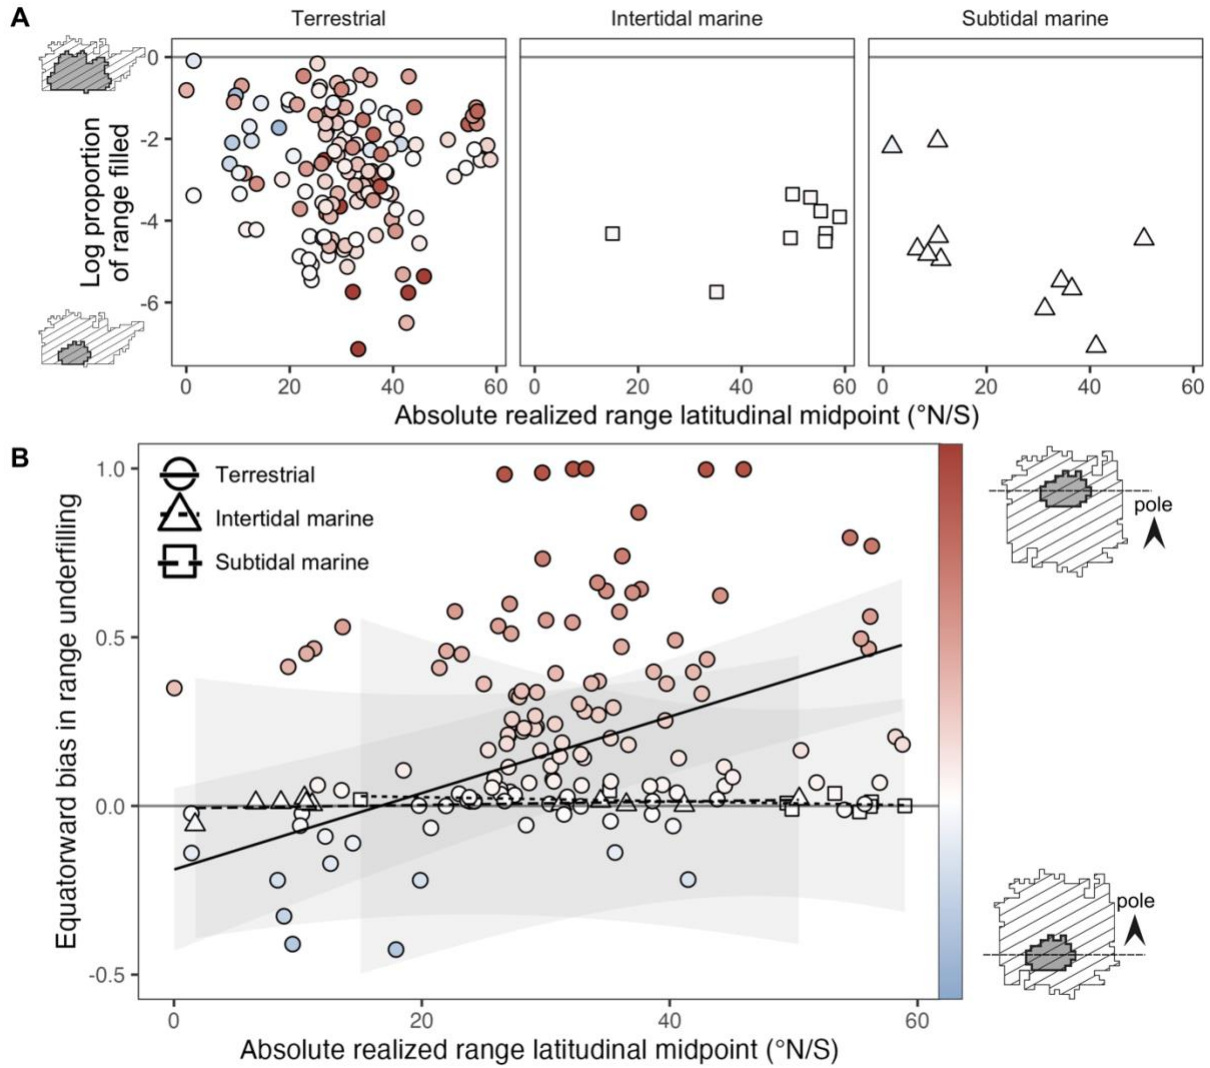 A
Terrestrial
Intertidal marine
Subtidal marine
Log proportion
of range filled
0
-2
-4
-6
0 20 40 60
0 20 40 60
0 20 40 60
Absolute realized range latitudinal midpoint (°N/S)
B
Equatorward bias in range underfilling
1.0
0.5
0.0
-0.5
Terrestrial
Intertidal marine
Subtidal marine
pole
pole
0 20 40 60
Absolute realized range latitudinal midpoint (°N/S)